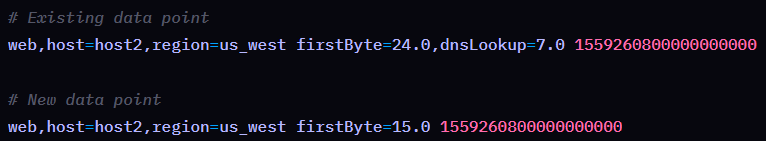 # Existing data point
web,host=host2,region=us_west firstByte=24.0,dnsLookup=7.0 1559260800000000000
# New data point
web,host=host2,region=us_west firstByte=15.0 1559260800000000000